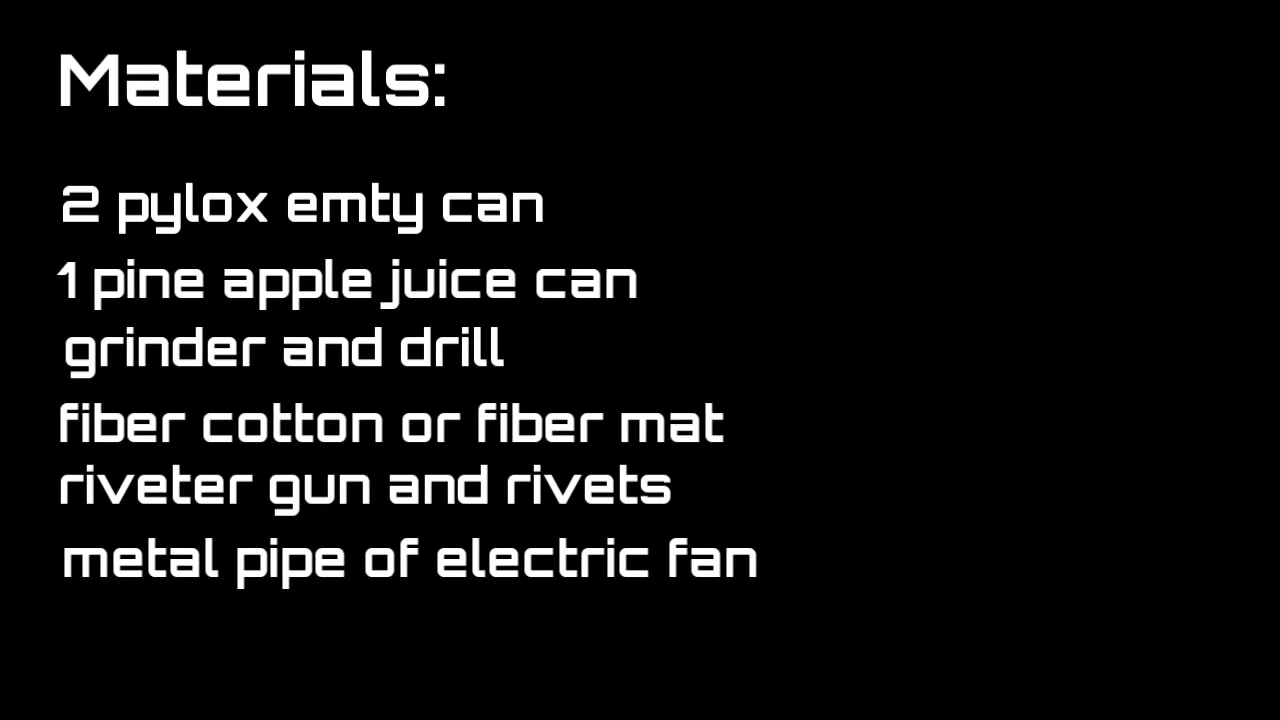 Materials:
2 pylox emty can
1 pine apple juice can
grinder and drill
fiber cotton or fiber mat
riveter gun and rivets
metal pipe of electric fan